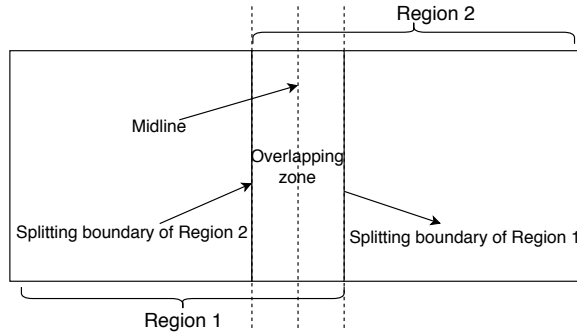 Region 2
Midline
Overlapping
zone
Splitting boundary of Region 2
Splitting boundary of Region 1
Region 1